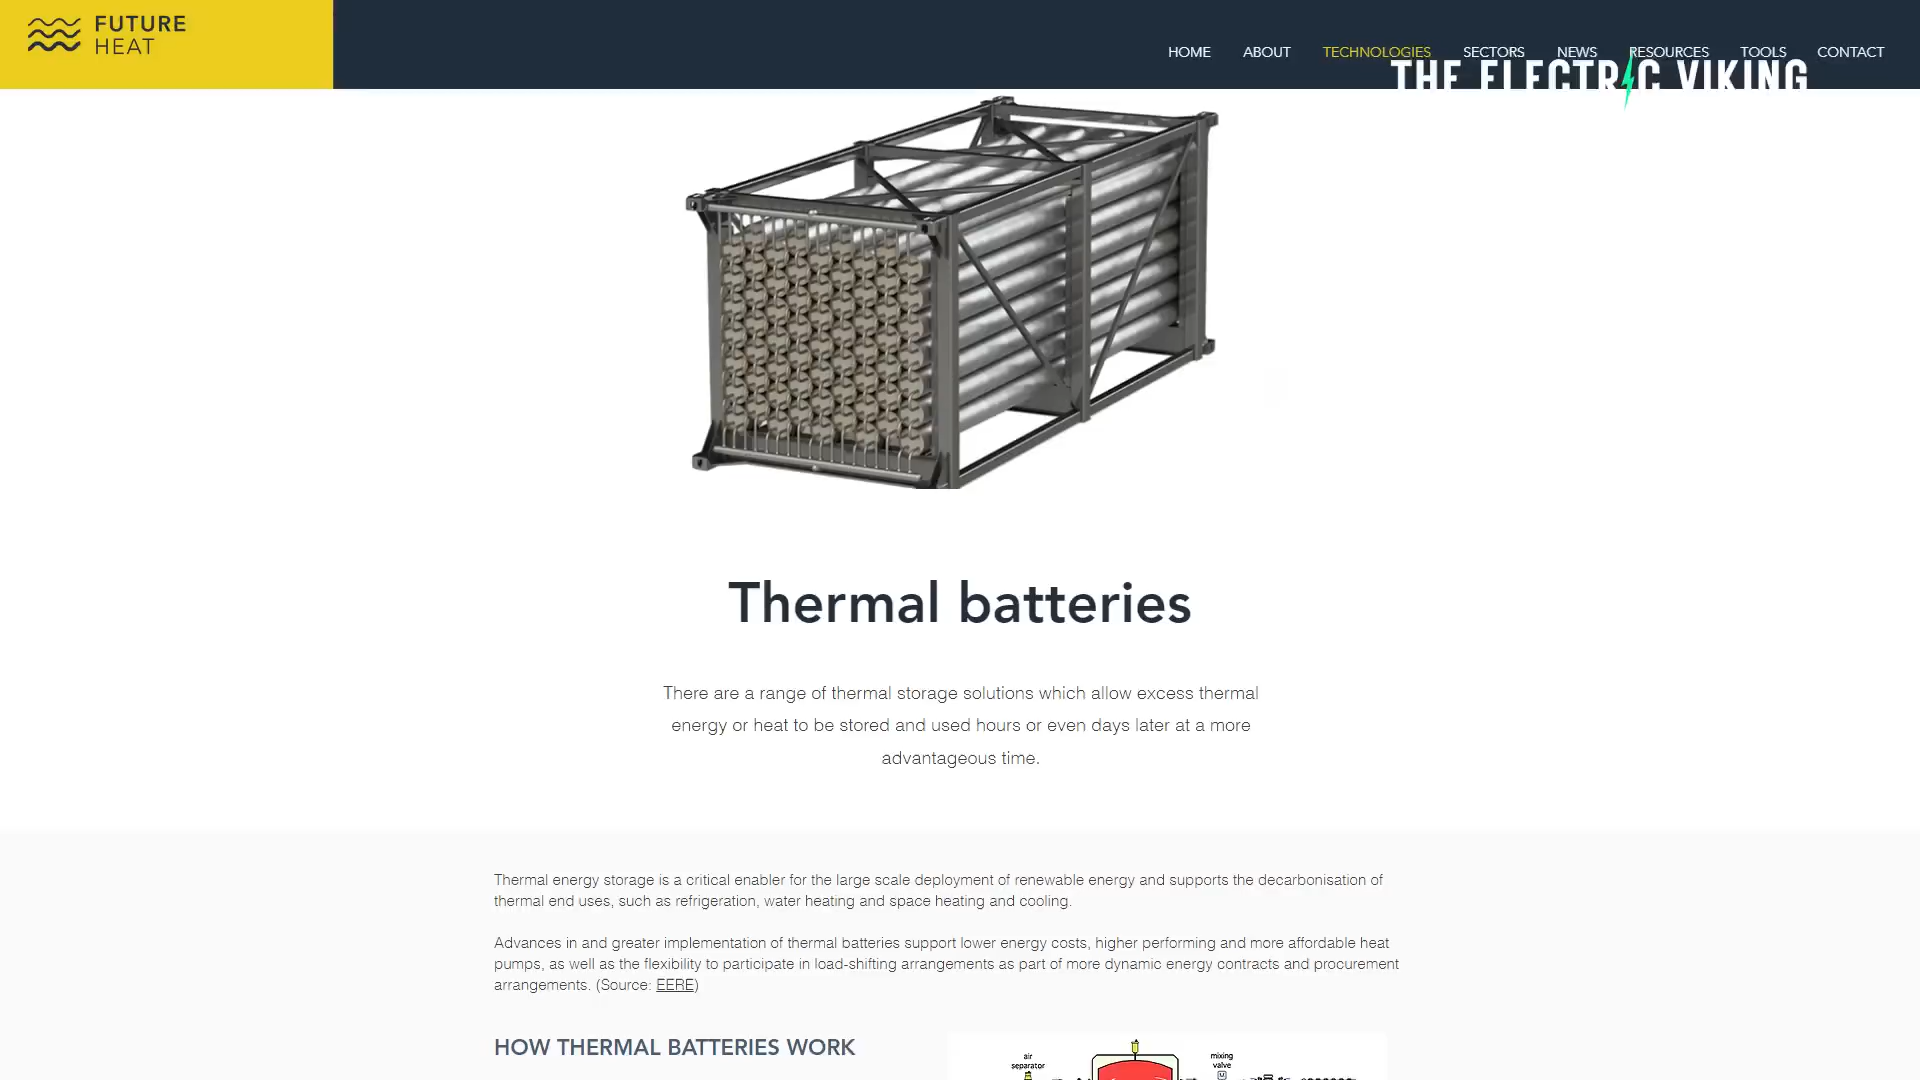 FUTURE
HEAT
HOME ABOUT TECHNOLOGIES SECTORS NEWS RESOURCES TOOLS CONTACT
THE ELECTRIC VIKING
Thermal batteries
There are a range of thermal storage solutions which allow excess thermal
energy or heat to be stored and used hours or even days later at a more
advantageous time.
Thermal energy storage is a critical enabler for the large scale deployment of renewable energy and supports the decarbonisation of
thermal end uses, such as refrigeration, water heating and space heating and cooling.
Advances in and greater implementation of thermal batteries support lower energy costs, higher performing and more affordable heat
pumps, as well as the flexibility to participate in load-shifting arrangements as part of more dynamic energy contracts and procurement
arrangements. (Source: EERE)
HOW THERMAL BATTERIES WORK
air
separator
mixing
valve
M